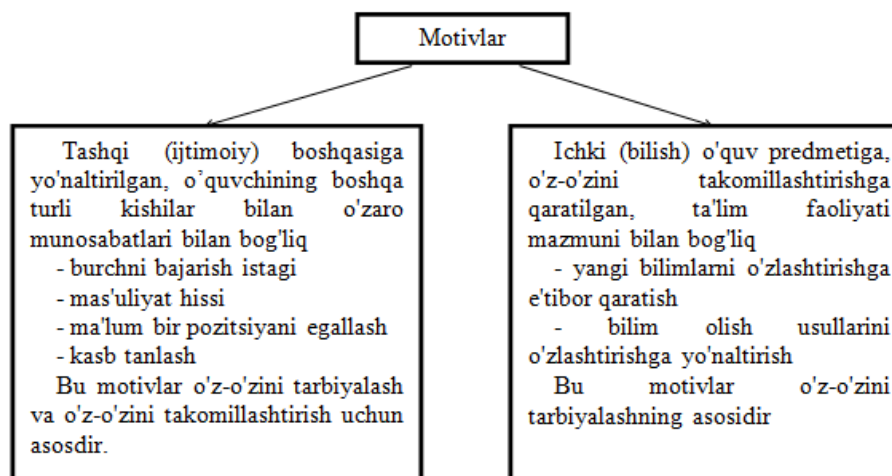 Motivlar
Tashqi (ijtimoiy) boshqasiga
yo'naltirilgan, o’quvchining boshqa
turli kishilar bilan o'zaro
munosabatlari bilan bog'liq
- burchni bajarish istagi
- mas'uliyat hissi
- ma'lum bir pozitsiyani egallash
- kasb tanlash
Bu motivlar o'z-o'zini tarbiyalash
va o'z-o'zini takomillashtirish uchun
asosdir.
Ichki (bilish) o'quv predmetiga,
o'z-o'zini takomillashtirishga
qaratilgan, ta'lim faoliyati
mazmuni bilan bog'liq
- yangi bilimlarni o'zlashtirishga
e'tibor qaratish
- bilim olish usullarini
o'zlashtirishga yo'naltirish
Bu motivlar o'z-o'zini
tarbiyalashning asosidir